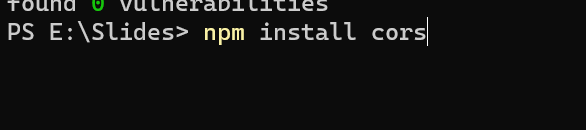 found 0 vulnerabilities
PS E:\Slides> npm install cors